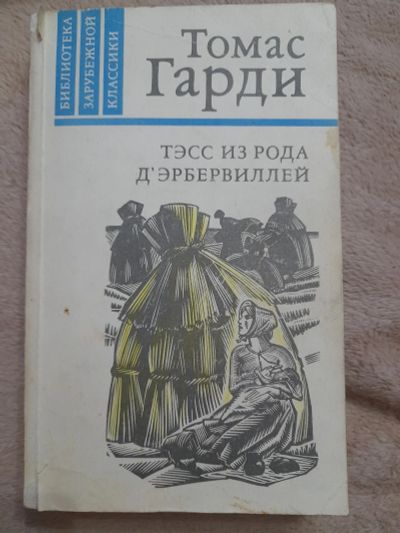 БИБЛИОТЕКА
ЗАРУБЕЖНОЙ
КЛАССИКИ
Томас
Гарди
ТЭСС ИЗ РОДА
Д'ЭРБЕРВИЛЛЕЙ